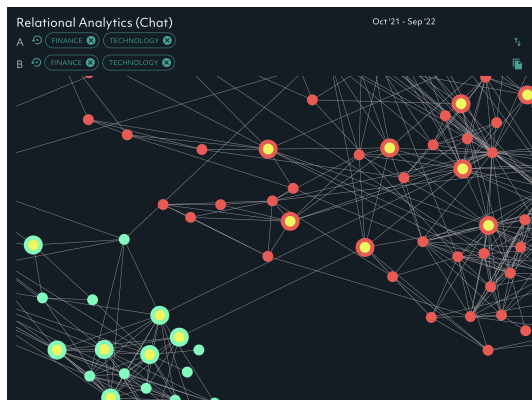 Relational Analytics (Chat)
Oct '21 - Sep '22
A FINANCE TECHNOLOGY
B FINANCE TECHNOLOGY